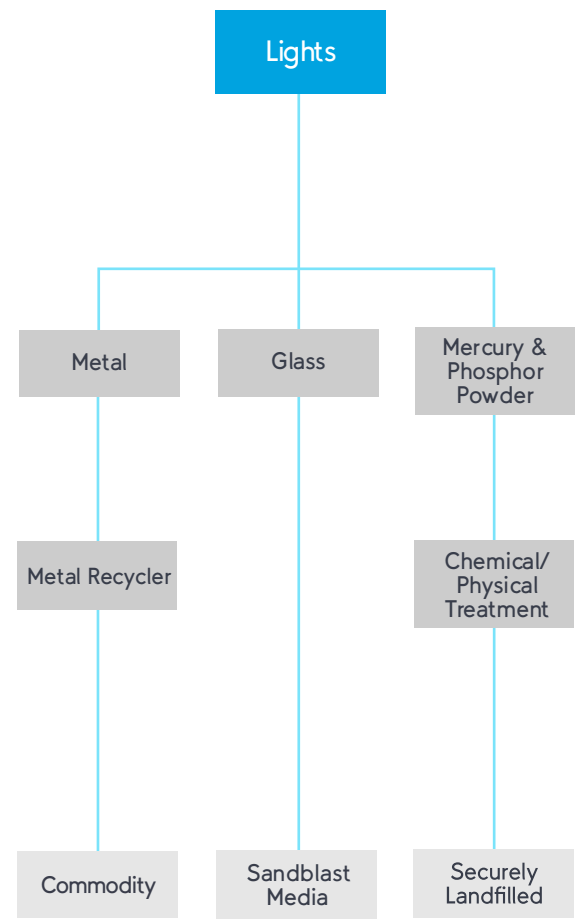 Lights
Metal
Glass
Mercury &
Phosphor
Powder
Metal Recycler
Chemical/
Physical
Treatment
Commodity
Sandblast
Media
Securely
Landfilled